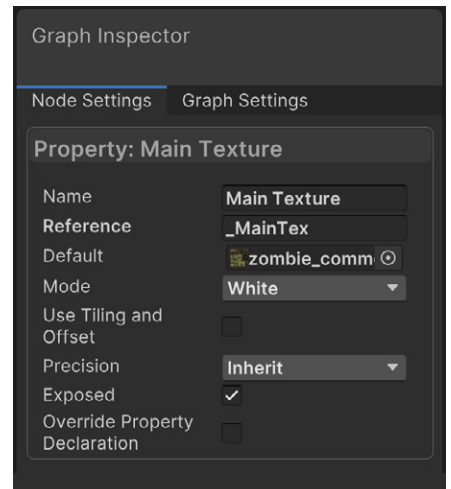 Graph Inspector
Node Settings Graph Settings
Property: Main Texture
Name Main Texture
Reference _MainTex
Default zombie_comm
Mode White
Use Tiling and
Offset
Precision Inherit
Exposed
Override Property
Declaration